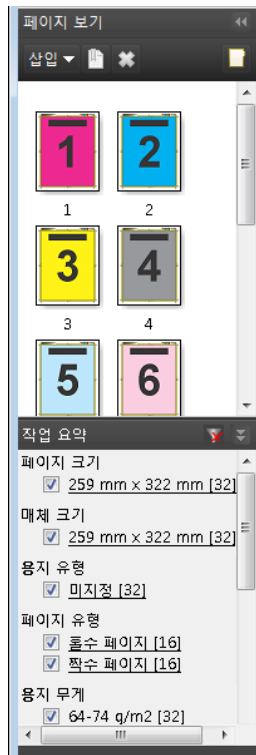 페이지 보기
삽입
1 2
1 2
3 4
3 4
5 6
작업 요약
페이지 크기
259 mm x 322 mm [32]
매체 크기
259 mm x 322 mm [32]
용지 유형
미지정 [32]
페이지 유형
홀수 페이지 [16]
짝수 페이지 [16]
용지 무게
64-74 g/m2 [32]